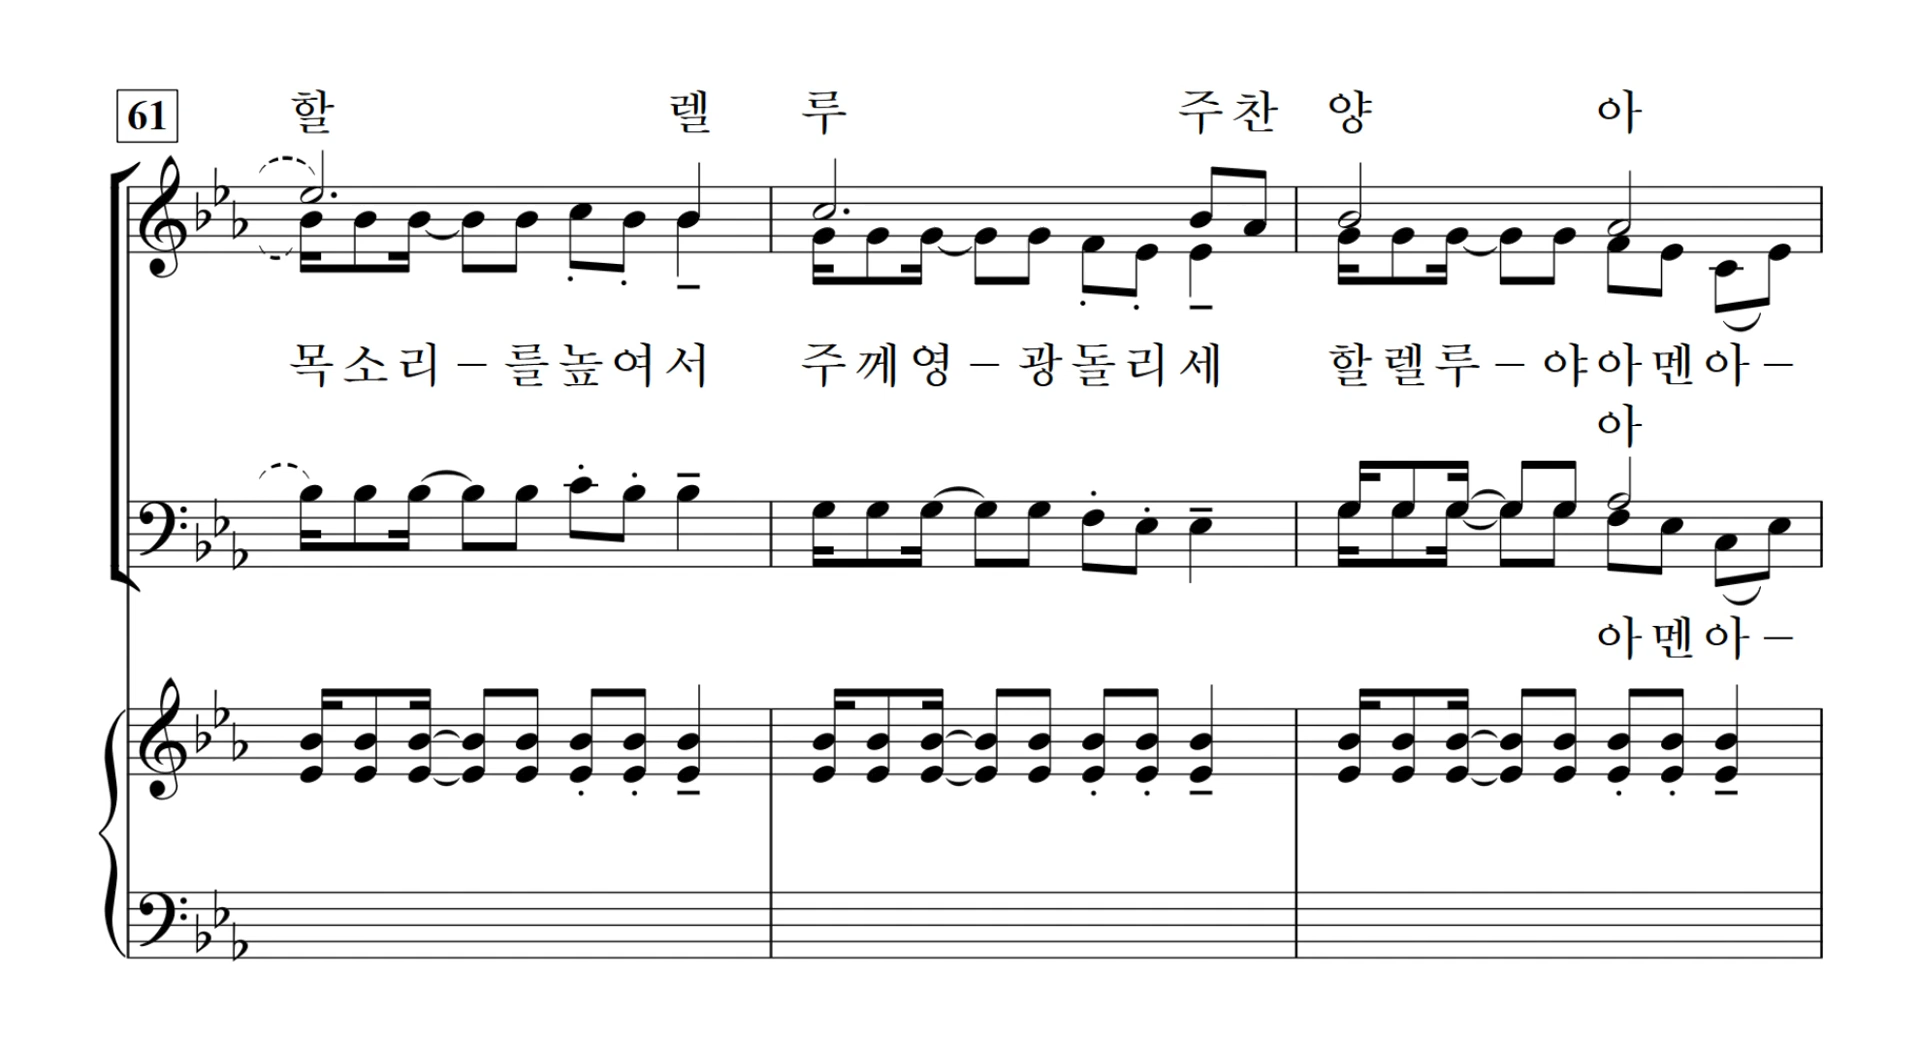 61
할 렐 루 주 찬 양 아
목 소 리 – 를 높 여 서 주 께 영 – 광 돌 리 세 할 렐 루 – 야 아 멘 아 –
아
아 멘 아 –